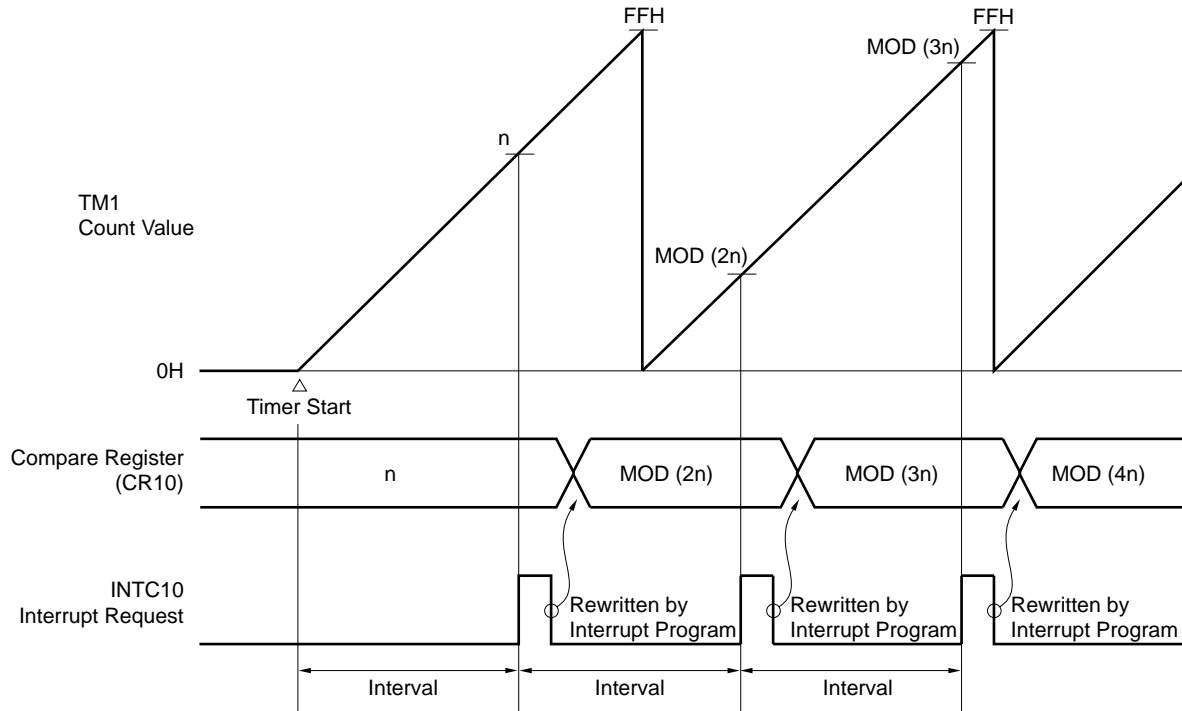 FFH
FFH
MOD (3n)
n
TM1
Count Value
MOD (2n)
0H
Timer Start
Compare Register
(CR10)
n
MOD (2n)
MOD (3n)
MOD (4n)
INTC10
Interrupt Request
Rewritten by
Interrupt Program
Rewritten by
Interrupt Program
Rewritten by
Interrupt Program
Interval
Interval
Interval